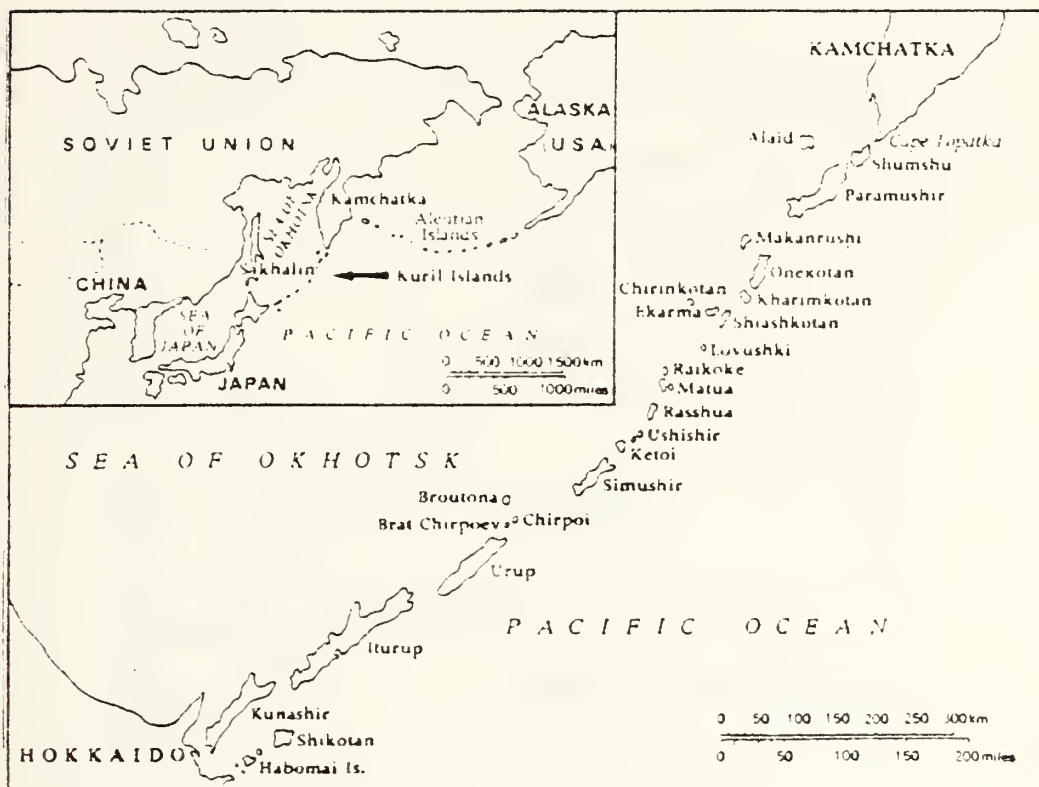 ALASKA
USA
SOVIET UNION
SEA OF
OKHOTSK
Kamchatka
Aleutian
Islands
Sakhalin
Kuril Islands
CHINA
SEA
OF
JAPAN
PACIFIC OCEAN
JAPAN
0 500 1000 1500km
0 500 1000 miles
KAMCHATKA
Alaid
Cape Lopatka
Shumshu
Paramushir
Makanrushi
Onekotan
Chirinkotan
Kharimkotan
Ekarma
Shiashkotan
Lovushki
Raikoke
Matua
Rasshua
Ushishir
Ketoi
SEA OF OKHOTSK
Simushir
Broutona
Brat Chirpoev
Chirpoi
Urup
PACIFIC OCEAN
Iturup
Kunashir
Shikotan
HOKKAIDO
Habomai Is.
0 50 100 150 200 250 300 km
0 50 100 200 miles